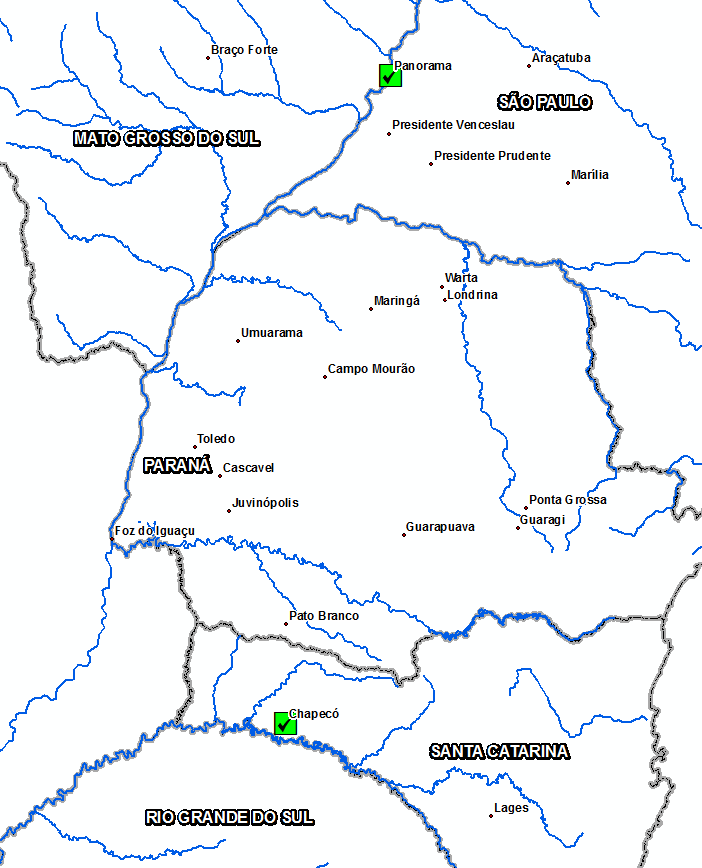 Braço Forte
Panorama
Araçatuba
SÃO PAULO
Presidente Venceslau
MATO GROSSO DO SUL
Presidente Prudente
Marília
Warta
Londrina
Maringá
Umuarama
Campo Mourão
Toledo
PARANÁ
Cascavel
Juvinópolis
Ponta Grossa
Guaragi
Guarapuava
Foz do Iguaçu
Pato Branco
Chapecó
SANTA CATARINA
Lages
RIO GRANDE DO SUL